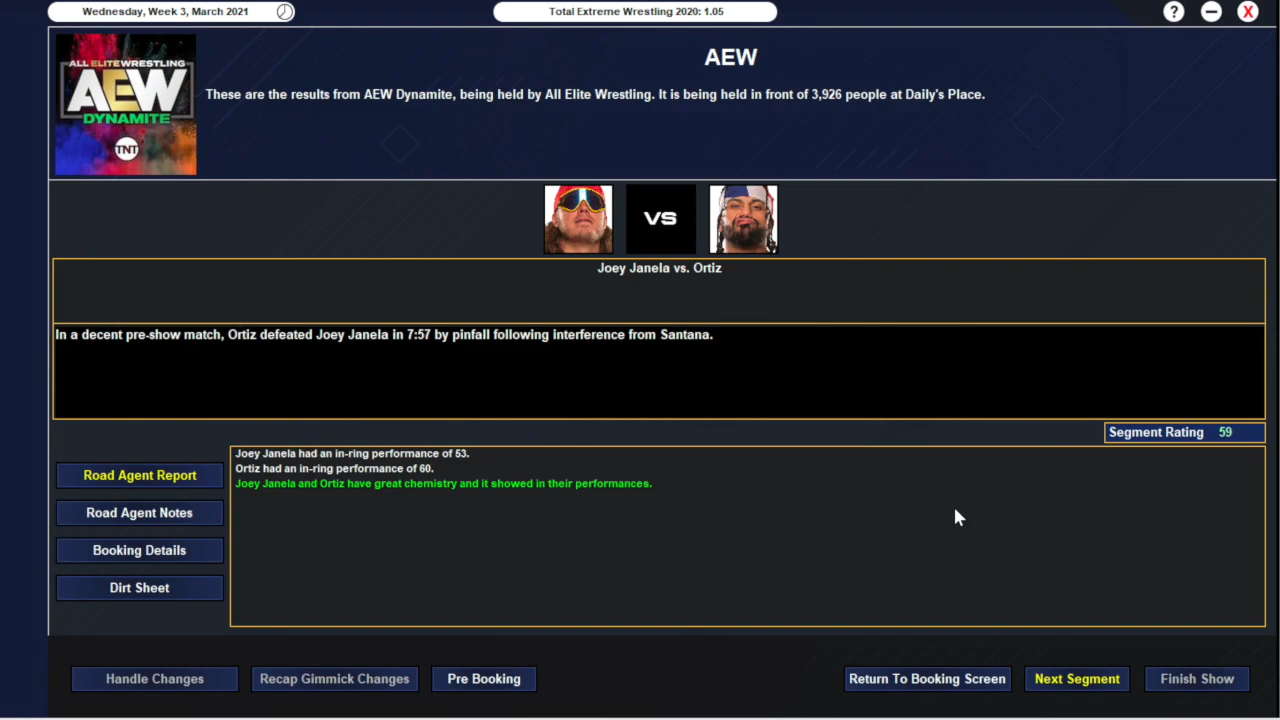 Wednesday, Week 3, March 2021
Total Extreme Wrestling 2020: 1.05
?
X
ALL ELITE WRESTLING
AEW
DYNAMITE
TNT
AEW
These are the results from AEW Dynamite, being held by All Elite Wrestling. It is being held in front of 3,926 people at Daily's Place.
VS
Joey Janela vs. Ortiz
In a decent pre-show match, Ortiz defeated Joey Janela in 7:57 by pinfall following interference from Santana.
Segment Rating 59
Road Agent Report
Road Agent Notes
Booking Details
Dirt Sheet
Joey Janela had an in-ring performance of 53.
Ortiz had an in-ring performance of 60.
Joey Janela and Ortiz have great chemistry and it showed in their performances.
Handle Changes
Recap Gimmick Changes
Pre Booking
Return To Booking Screen
Next Segment
Finish Show